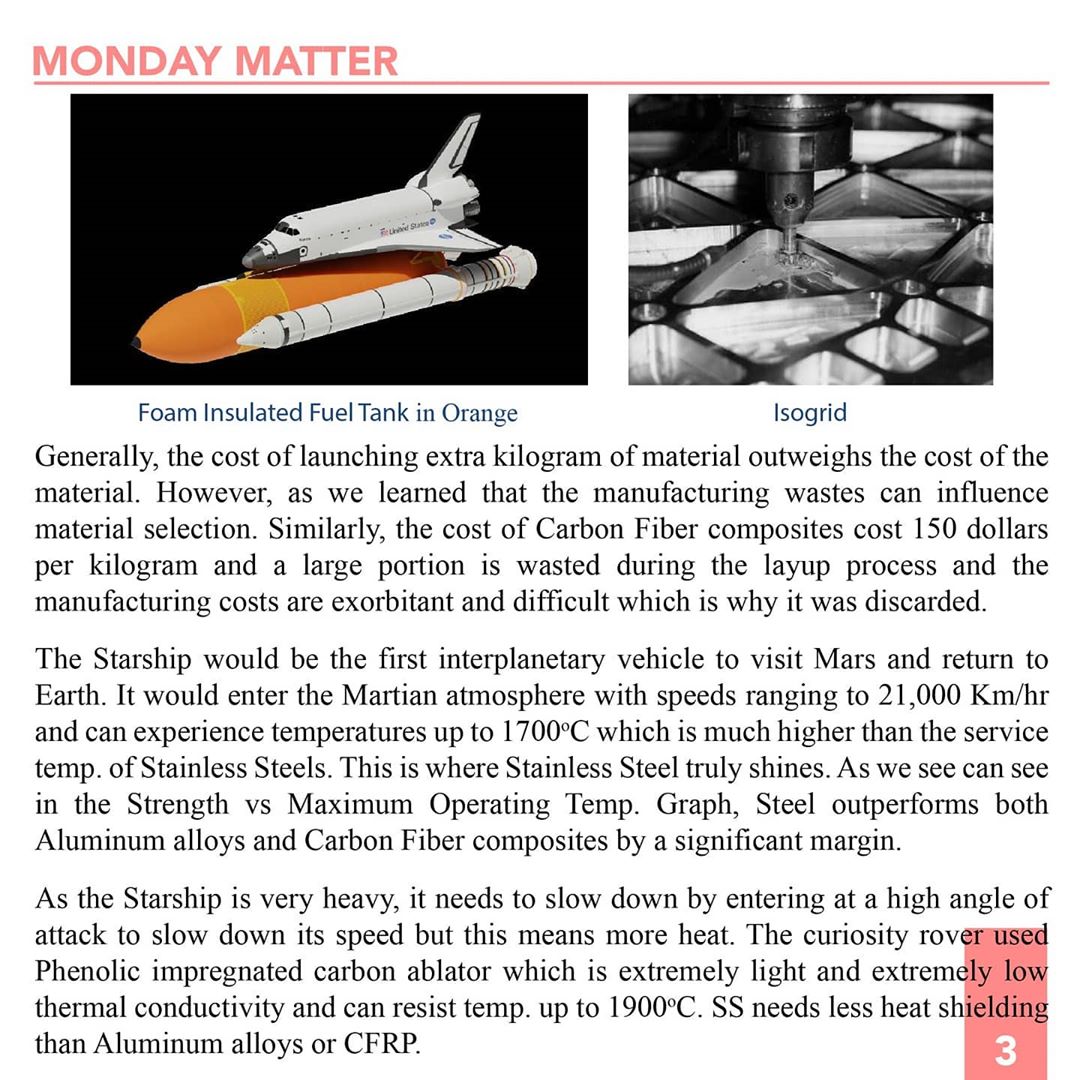 MONDAY MATTER
United States
Foam Insulated Fuel Tank in Orange
Isogrid
Generally, the cost of launching extra kilogram of material outweighs the cost of the
material. However, as we learned that the manufacturing wastes can influence
material selection. Similarly, the cost of Carbon Fiber composites cost 150 dollars
per kilogram and a large portion is wasted during the layup process and the
manufacturing costs are exorbitant and difficult which is why it was discarded.
The Starship would be the first interplanetary vehicle to visit Mars and return to
Earth. It would enter the Martian atmosphere with speeds ranging to 21,000 Km/hr
and can experience temperatures up to 1700ᵒC which is much higher than the service
temp. of Stainless Steels. This is where Stainless Steel truly shines. As we see can see
in the Strength vs Maximum Operating Temp. Graph, Steel outperforms both
Aluminum alloys and Carbon Fiber composites by a significant margin.
As the Starship is very heavy, it needs to slow down by entering at a high angle of
attack to slow down its speed but this means more heat. The curiosity rover used
Phenolic impregnated carbon ablator which is extremely light and extremely low
thermal conductivity and can resist temp. up to 1900ᵒC. SS needs less heat shielding
than Aluminum alloys or CFRP.
3